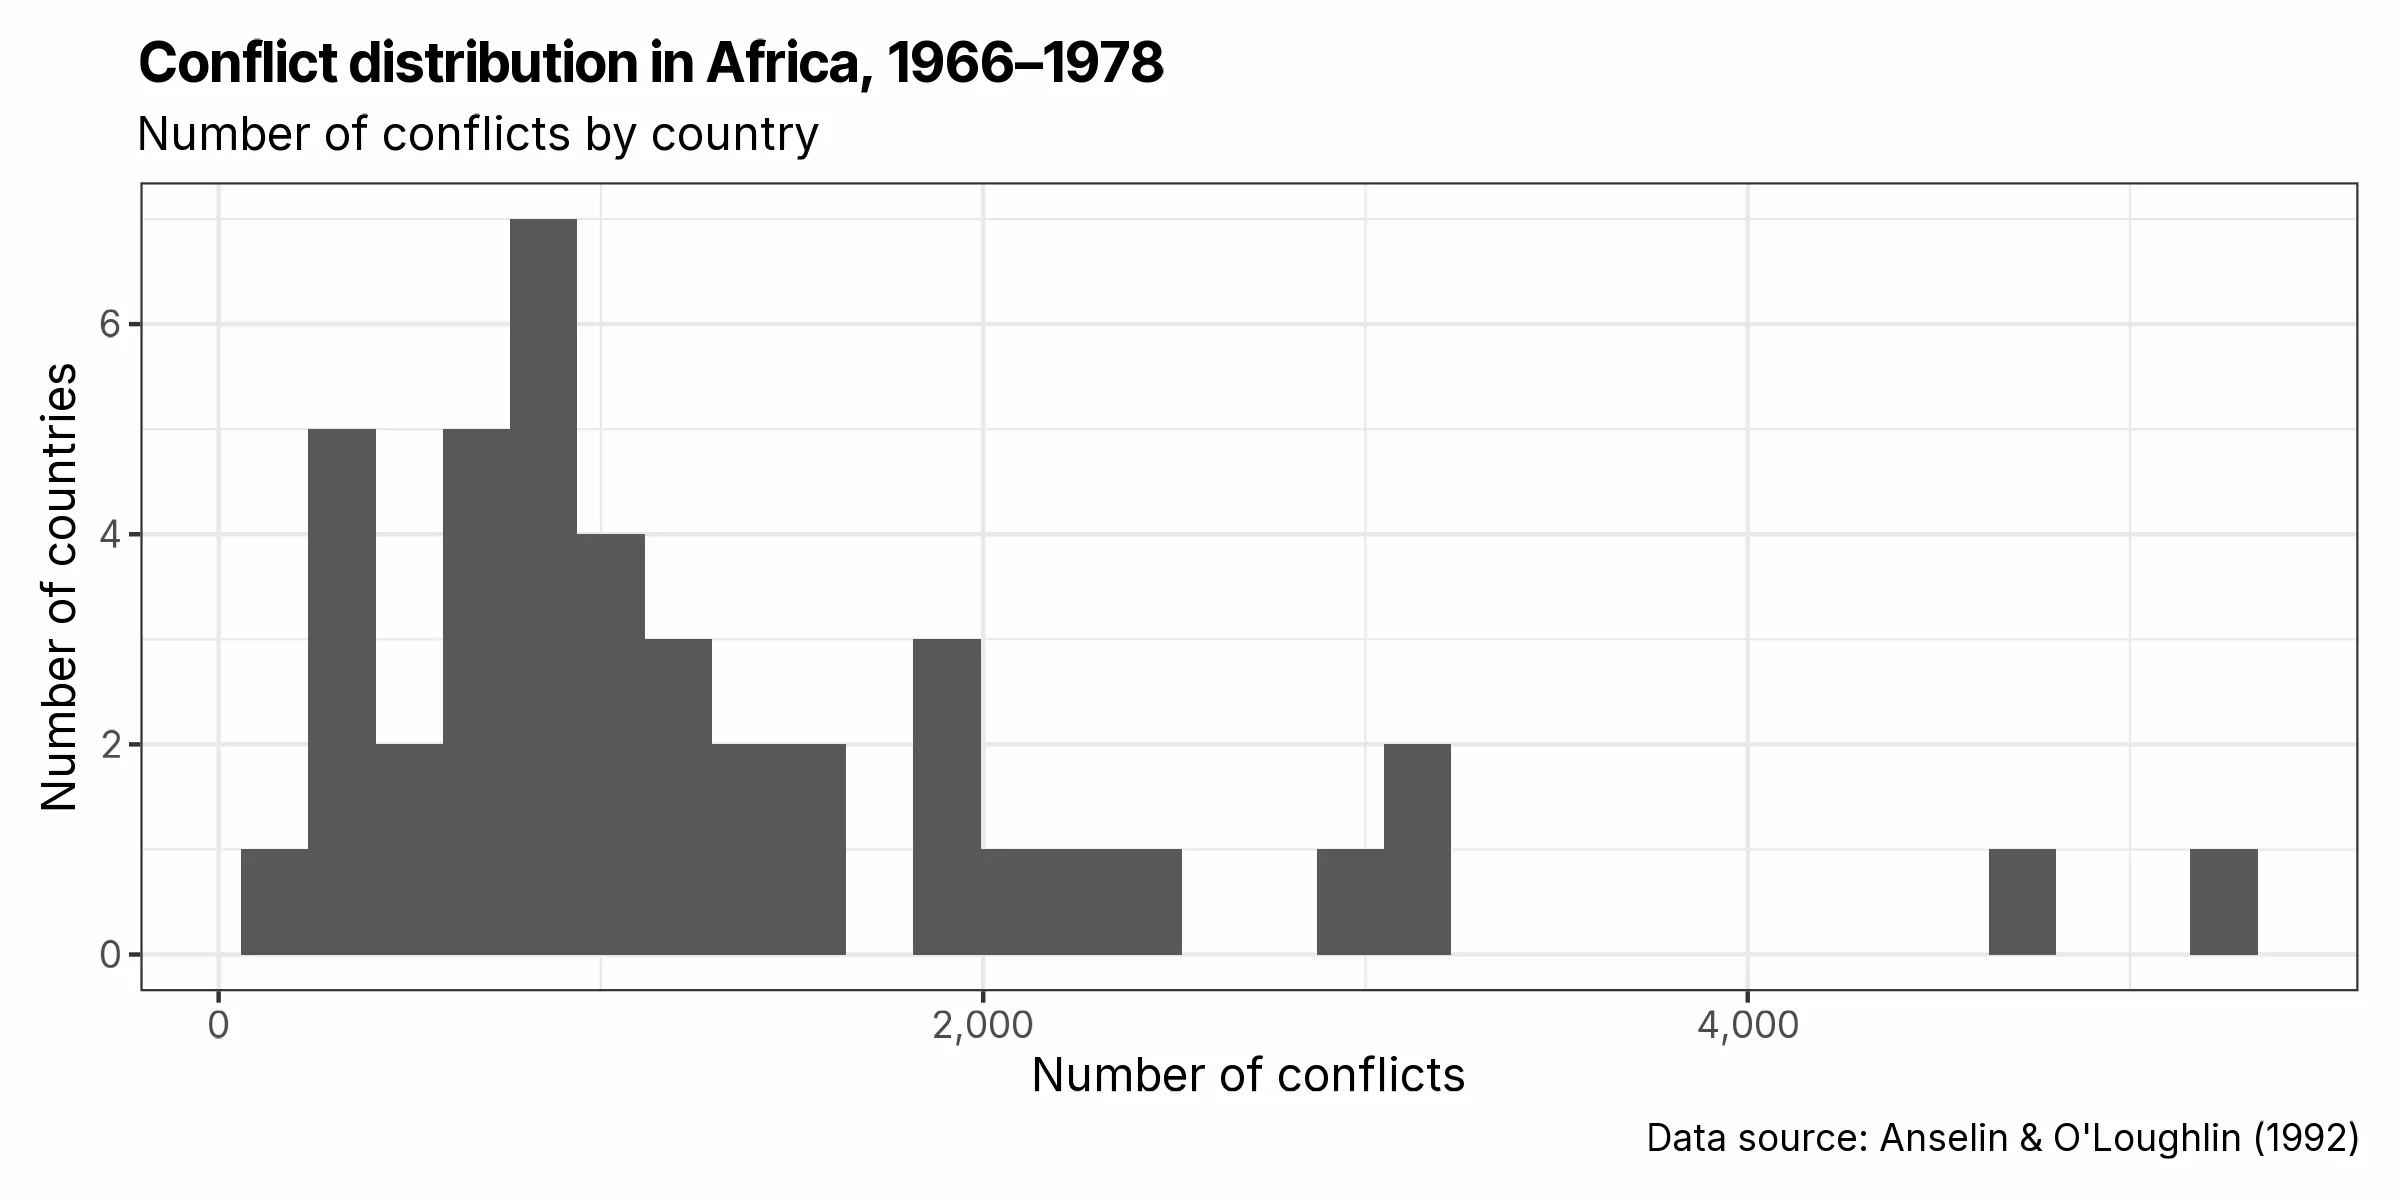 Conflict distribution in Africa, 1966–1978
Number of conflicts by country
Number of countries
6
4
2
0
0 2,000 4,000
Number of conflicts
Data source: Anselin & O'Loughlin (1992)